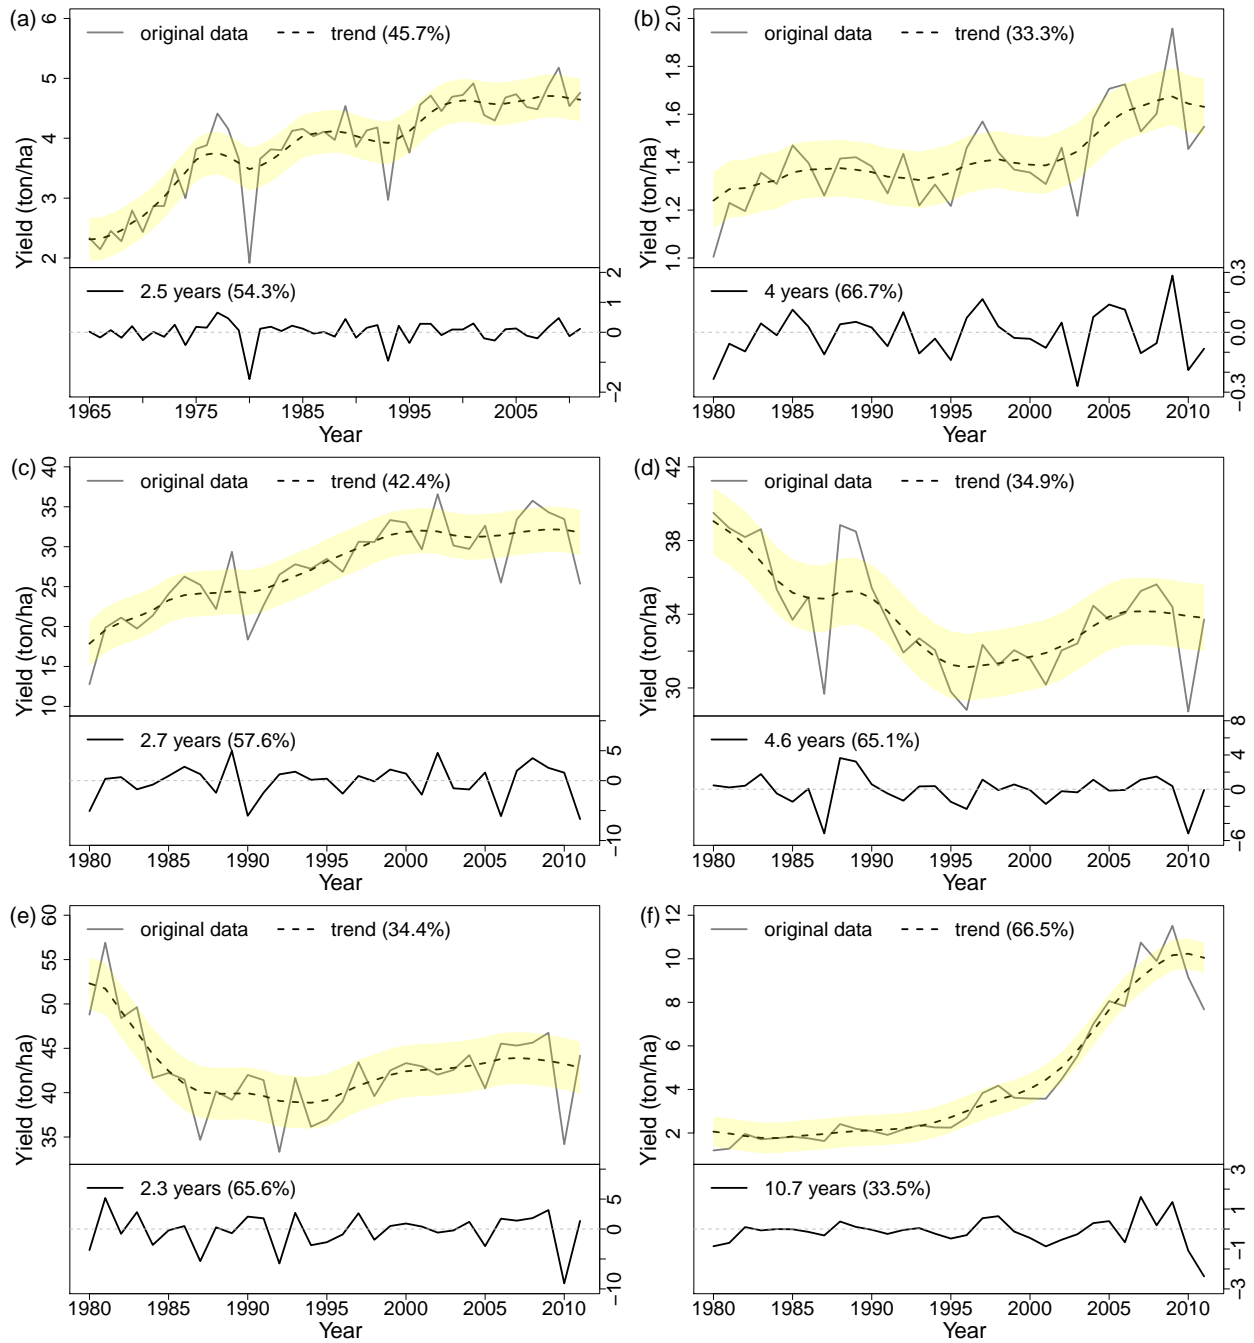 (a)
original data
trend (45.7%)
Yield (ton/ha)
6
5
4
3
2
2.5 years (54.3%)
2
1
0
−2
1965 1975 1985 1995 2005
Year
(b)
original data
trend (33.3%)
Yield (ton/ha)
2.0
1.8
1.6
1.4
1.2
1.0
4 years (66.7%)
0.3
0.0
−0.3
1980 1985 1990 1995 2000 2005 2010
Year
(c)
original data
trend (42.4%)
Yield (ton/ha)
40
35
30
25
20
15
10
2.7 years (57.6%)
5
0
−10
1980 1985 1990 1995 2000 2005 2010
Year
(d)
original data
trend (34.9%)
Yield (ton/ha)
42
38
34
30
4.6 years (65.1%)
8
4
0
−6
1980 1985 1990 1995 2000 2005 2010
Year
(e)
original data
trend (34.4%)
Yield (ton/ha)
60
55
50
45
40
35
2.3 years (65.6%)
5
0
−10
1980 1985 1990 1995 2000 2005 2010
Year
(f)
original data
trend (66.5%)
Yield (ton/ha)
12
10
8
6
4
2
10.7 years (33.5%)
3
1
−1
−3
1980 1985 1990 1995 2000 2005 2010
Year